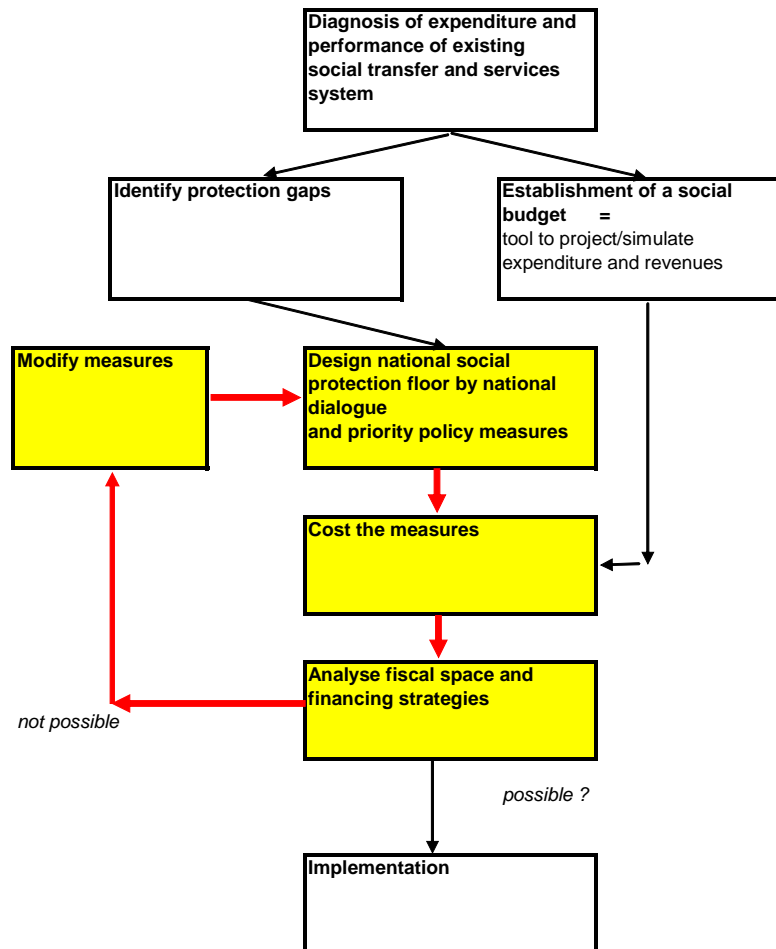 Diagnosis of expenditure and
performance of existing
social transfer and services
system
Identify protection gaps
Establishment of a social
budget =
tool to project/simulate
expenditure and revenues
Modify measures
Design national social
protection floor by national
dialogue
and priority policy measures
Cost the measures
Analyse fiscal space and
financing strategies
not possible
possible ?
Implementation